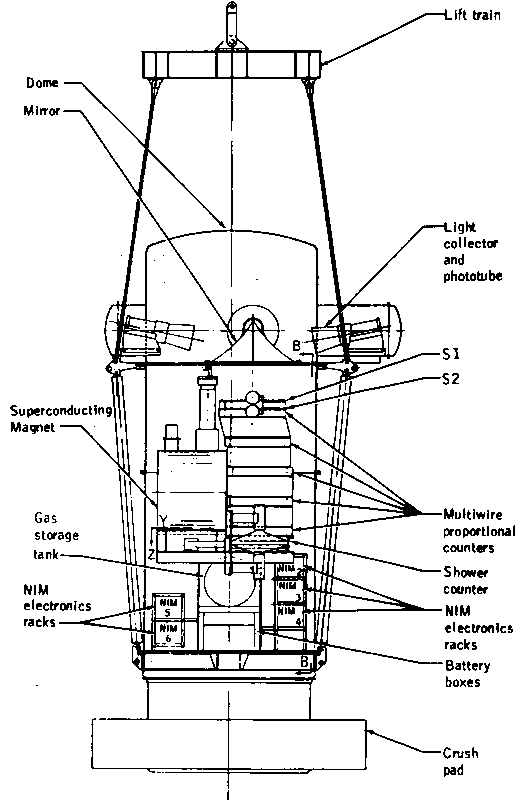 Lift train
Dome
Mirror
Light
collector
and
phototube
B
S1
S2
Superconducting
Magnet
Gas
storage
tank
Y
Z
Multiwire
proportional
counters
Shower
counter
NIM
electronics
racks
NIM
5
NIM
6
NIM
2
NIM
3
NIM
4
NIM
electronics
racks
Battery
boxes
B
Crush
pad